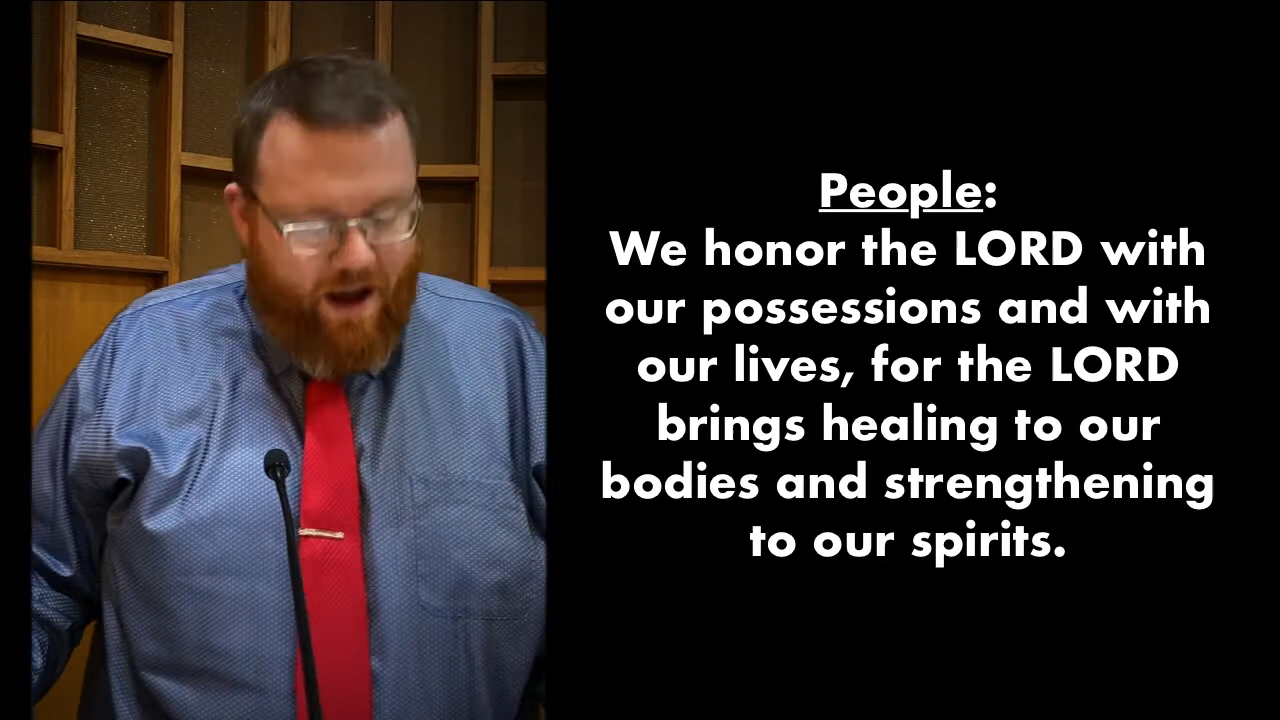 People:
We honor the LORD with
our possessions and with
our lives, for the LORD
brings healing to our
bodies and strengthening
to our spirits.